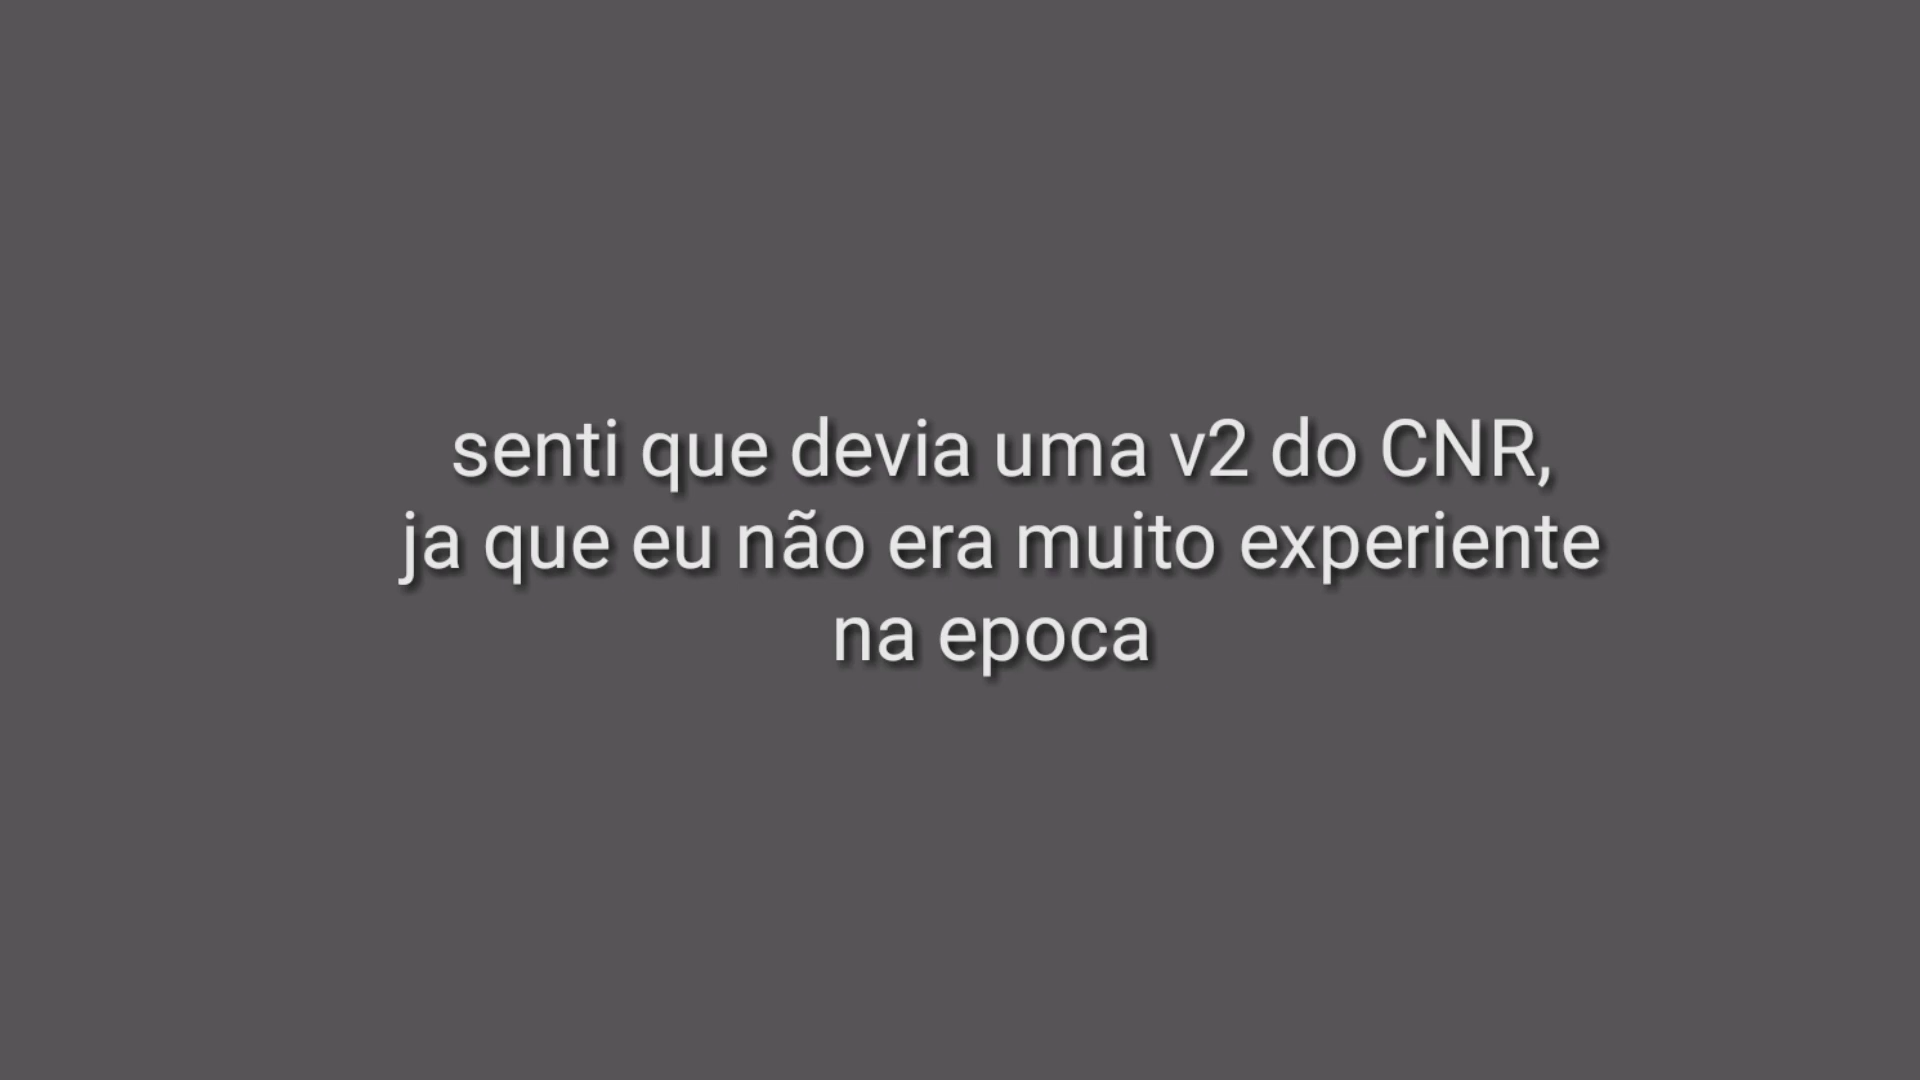 senti que devia uma v2 do CNR,
ja que eu não era muito experiente
na epoca